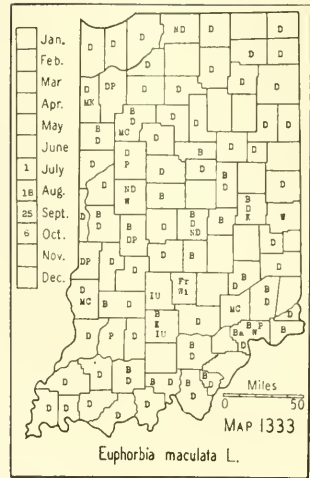 Jan.
Feb.
Mar
Apr.
May
June
1 July
18 Aug.
25 Sept.
6 Oct.
Nov.
Dec.
ND
D D D D D D D
D DP D D D D
MX
B D D D D
D MC
D P B D
ND W D B D D
B D ND
B D K W
B DP
DP D IU Fr Wi
D MC B D
MC B D
B K IU D
D P D
Ba B W P B
D B D D B D
D D D D D
Miles
0 50
MAP 1333
Euphorbia maculata L.